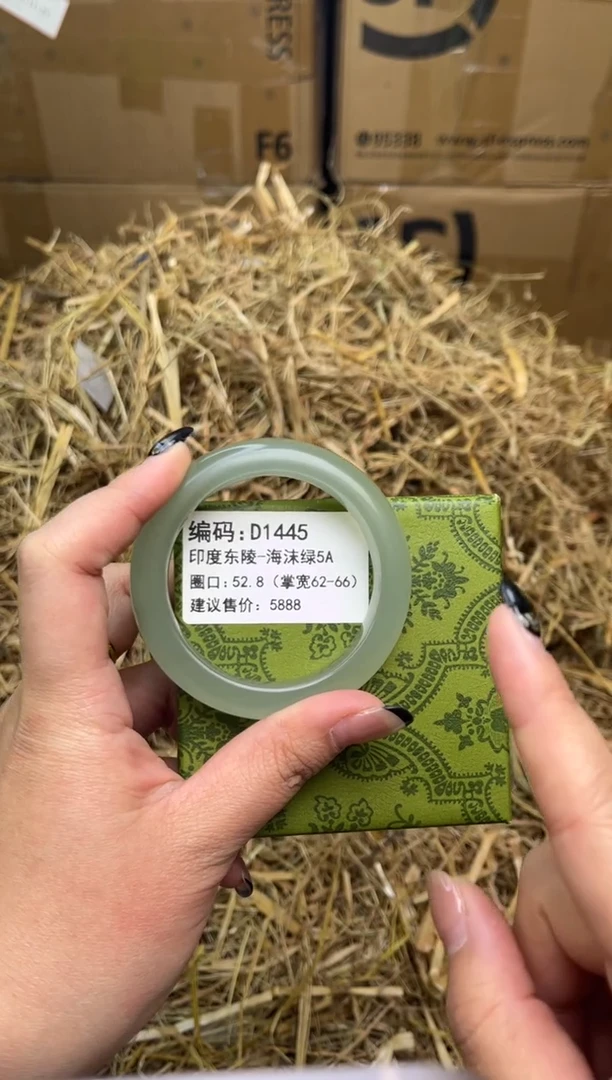 PRESS
F6
编码:D1445
印度东陵-海沫绿5A
圈口:52.8（掌宽62-66）
建议售价: 5888